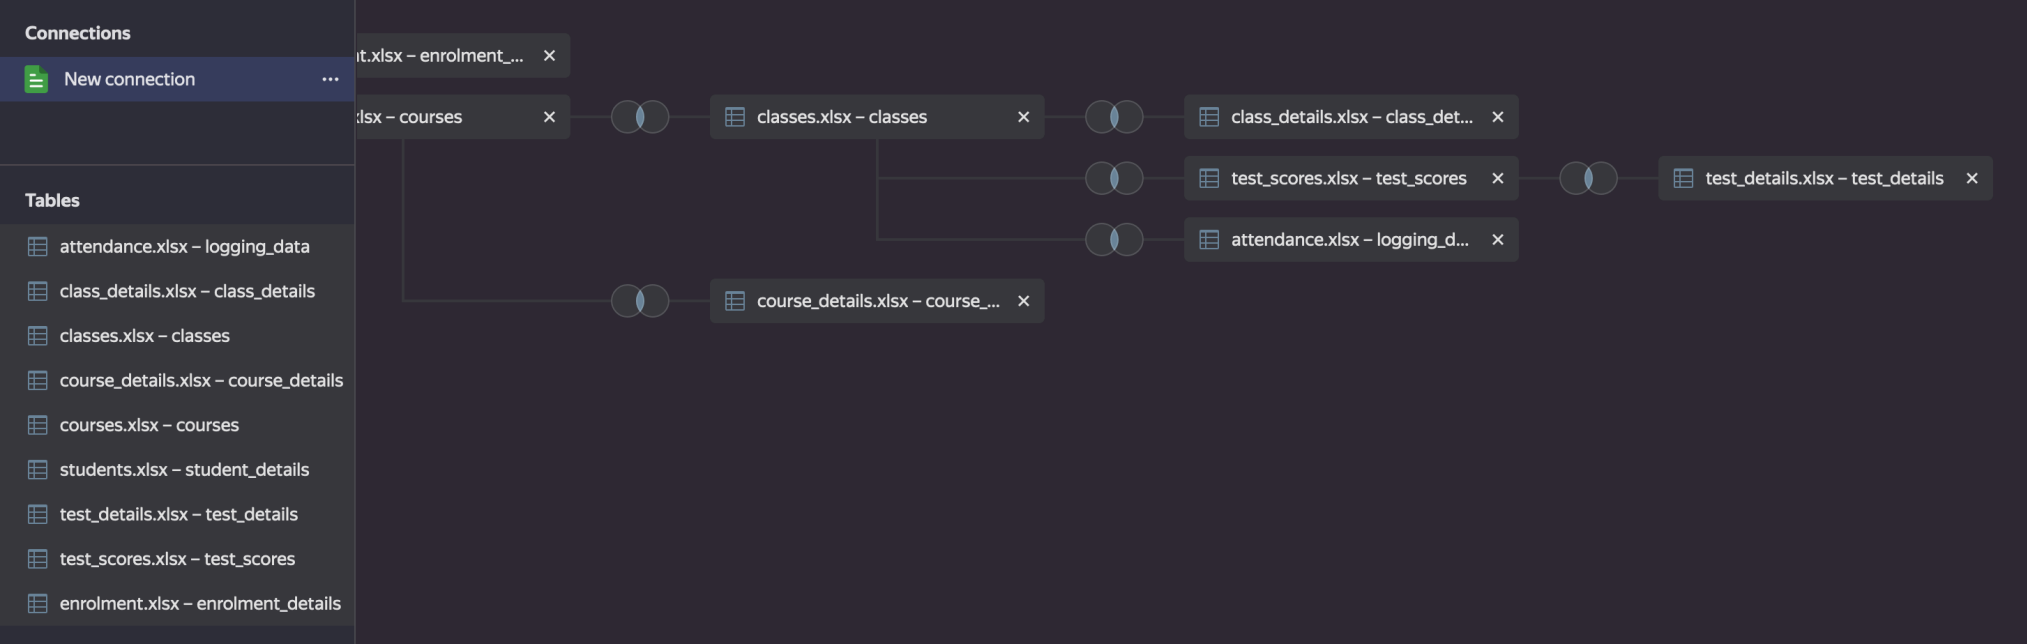 Connections
New connection
Tables
attendance.xlsx – logging_data
class_details.xlsx – class_details
classes.xlsx – classes
course_details.xlsx – course_details
courses.xlsx – courses
students.xlsx – student_details
test_details.xlsx – test_details
test_scores.xlsx – test_scores
enrolment.xlsx – enrolment_details
t.xlsx – enrolment_...
xlsx – courses
classes.xlsx – classes
class_details.xlsx – class_det...
test_scores.xlsx – test_scores
test_details.xlsx – test_details
attendance.xlsx – logging_d...
course_details.xlsx – course_...